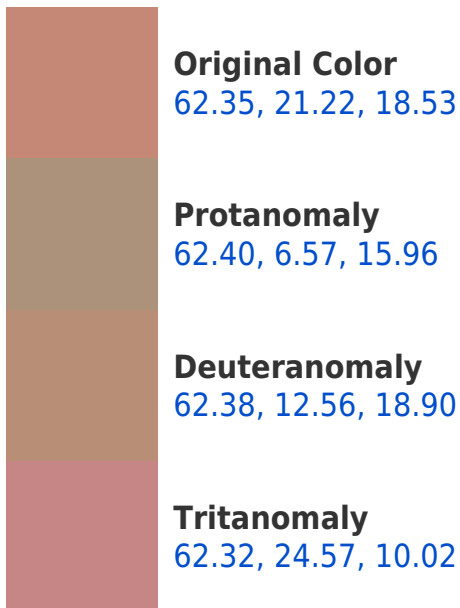 Original Color
62.35, 21.22, 18.53
Protanomaly
62.40, 6.57, 15.96
Deuteranomaly
62.38, 12.56, 18.90
Tritanomaly
62.32, 24.57, 10.02